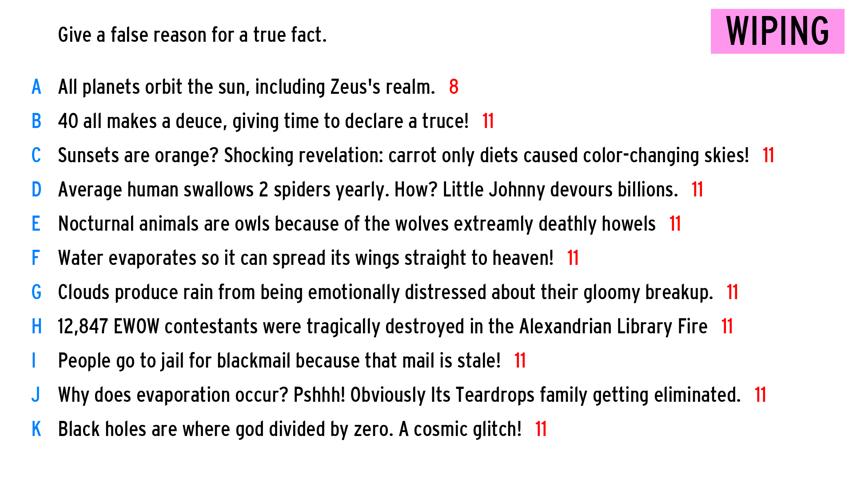 Give a false reason for a true fact.
WIPING
A All planets orbit the sun, including Zeus's realm. 8
B 40 all makes a deuce, giving time to declare a truce! 11
C Sunsets are orange? Shocking revelation: carrot only diets caused color-changing skies! 11
D Average human swallows 2 spiders yearly. How? Little Johnny devours billions. 11
E Nocturnal animals are owls because of the wolves extreamly deathly howels 11
F Water evaporates so it can spread its wings straight to heaven! 11
G Clouds produce rain from being emotionally distressed about their gloomy breakup. 11
H 12,847 EWOW contestants were tragically destroyed in the Alexandrian Library Fire 11
I People go to jail for blackmail because that mail is stale! 11
J Why does evaporation occur? Pshhh! Obviously Its Teardrops family getting eliminated. 11
K Black holes are where god divided by zero. A cosmic glitch! 11